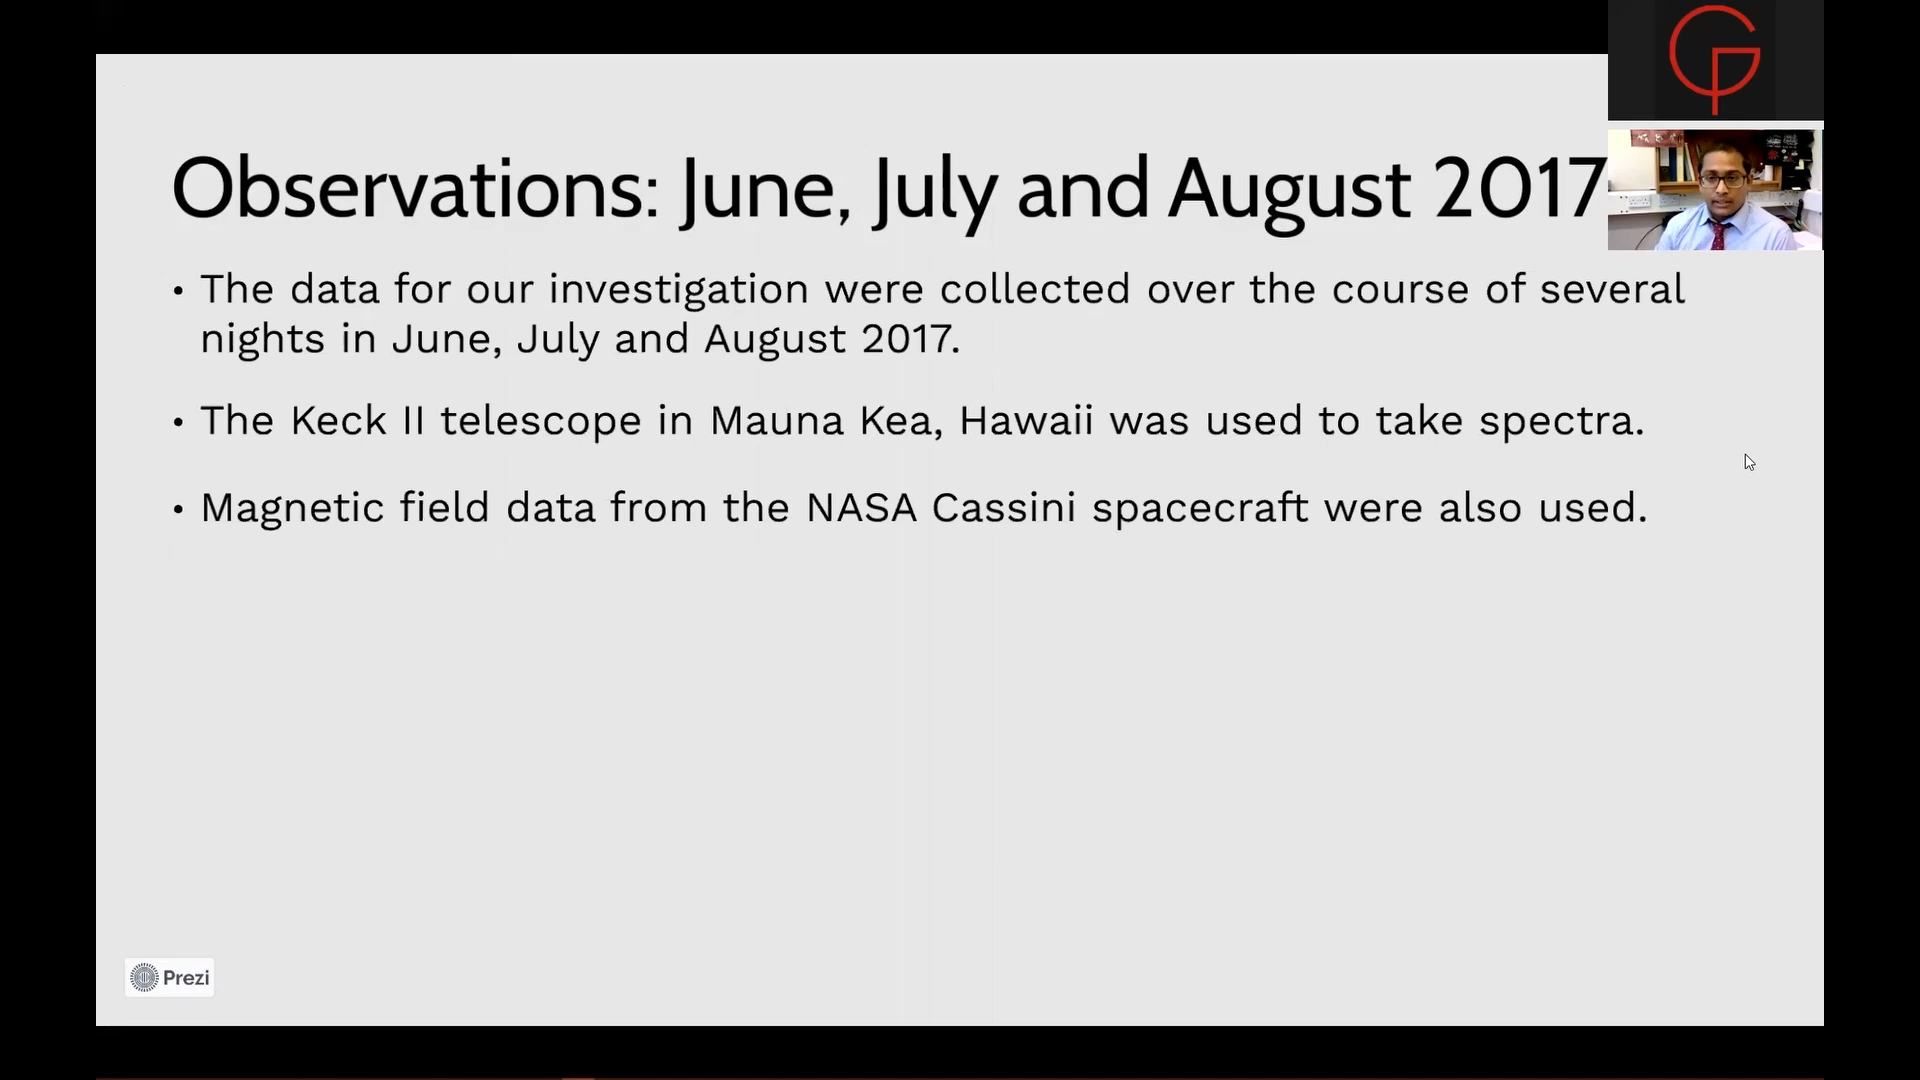 Observations: June, July and August 2017
• The data for our investigation were collected over the course of several
nights in June, July and August 2017.
• The Keck II telescope in Mauna Kea, Hawaii was used to take spectra.
• Magnetic field data from the NASA Cassini spacecraft were also used.
Prezi